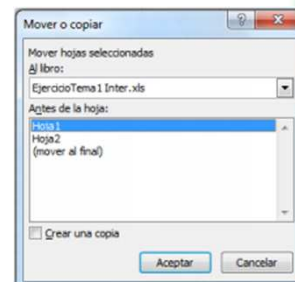 Mover o copiar
Mover hojas seleccionadas
Al libro:
EjercicioTema1 Inter.xls
Antes de la hoja:
Hoja1
Hoja2
(mover al final)
Crear una copia
Aceptar
Cancelar